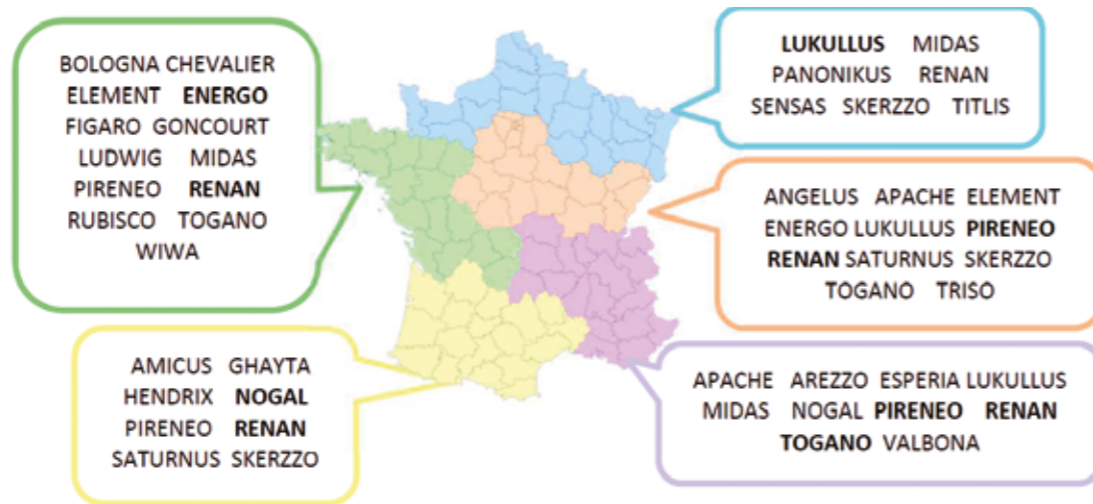 BOLOGNA CHEVALIER
ELEMENT ENERGO
FIGARO GONCOURT
LUDWIG MIDAS
PIRENEO RENAN
RUBISCO TOGANO
WIWA
LUKULLUS MIDAS
PANONIKUS RENAN
SENSAS SKERZZO TITLIS
ANGELUS APACHE ELEMENT
ENERGO LUKULLUS PIRENEO
RENAN SATURNUS SKERZZO
TOGANO TRISO
AMICUS GHAYTA
HENDRIX NOGAL
PIRENEO RENAN
SATURNUS SKERZZO
APACHE AREZZO ESPERIA LUKULLUS
MIDAS NOGAL PIRENEO RENAN
TOGANO VALBONA